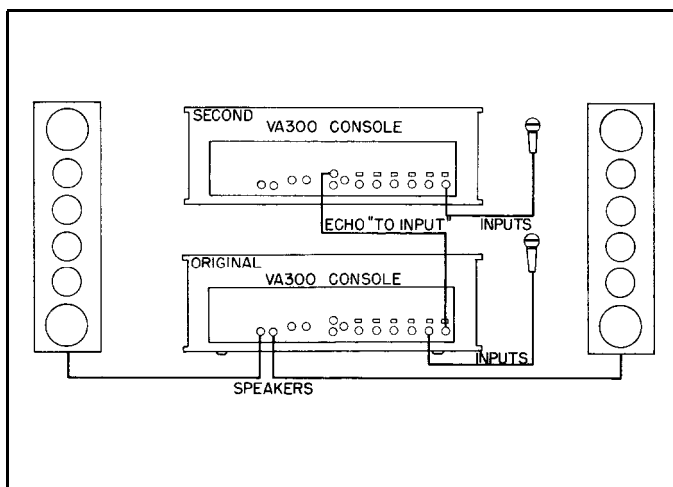 SECOND
VA300 CONSOLE
ECHO "TO INPUT"
INPUTS
ORIGINAL
VA300 CONSOLE
INPUTS
SPEAKERS